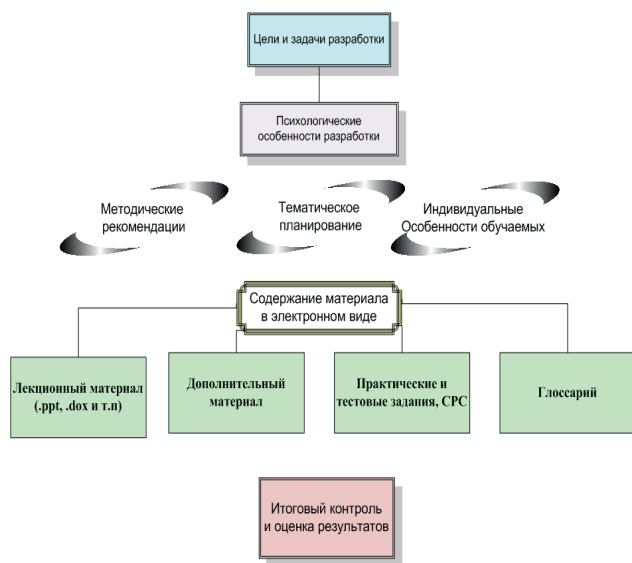 Цели и задачи разработки
Психологические
особенности разработки
Методические
рекомендации
Тематическое
планирование
Индивидуальные
Особенности обучаемых
Содержание материала
в электронном виде
Лекционный материал
(.ppt, .dox и т.п)
Дополнительный
материал
Практические и
тестовые задания, СРС
Глоссарий
Итоговый контроль
и оценка результатов